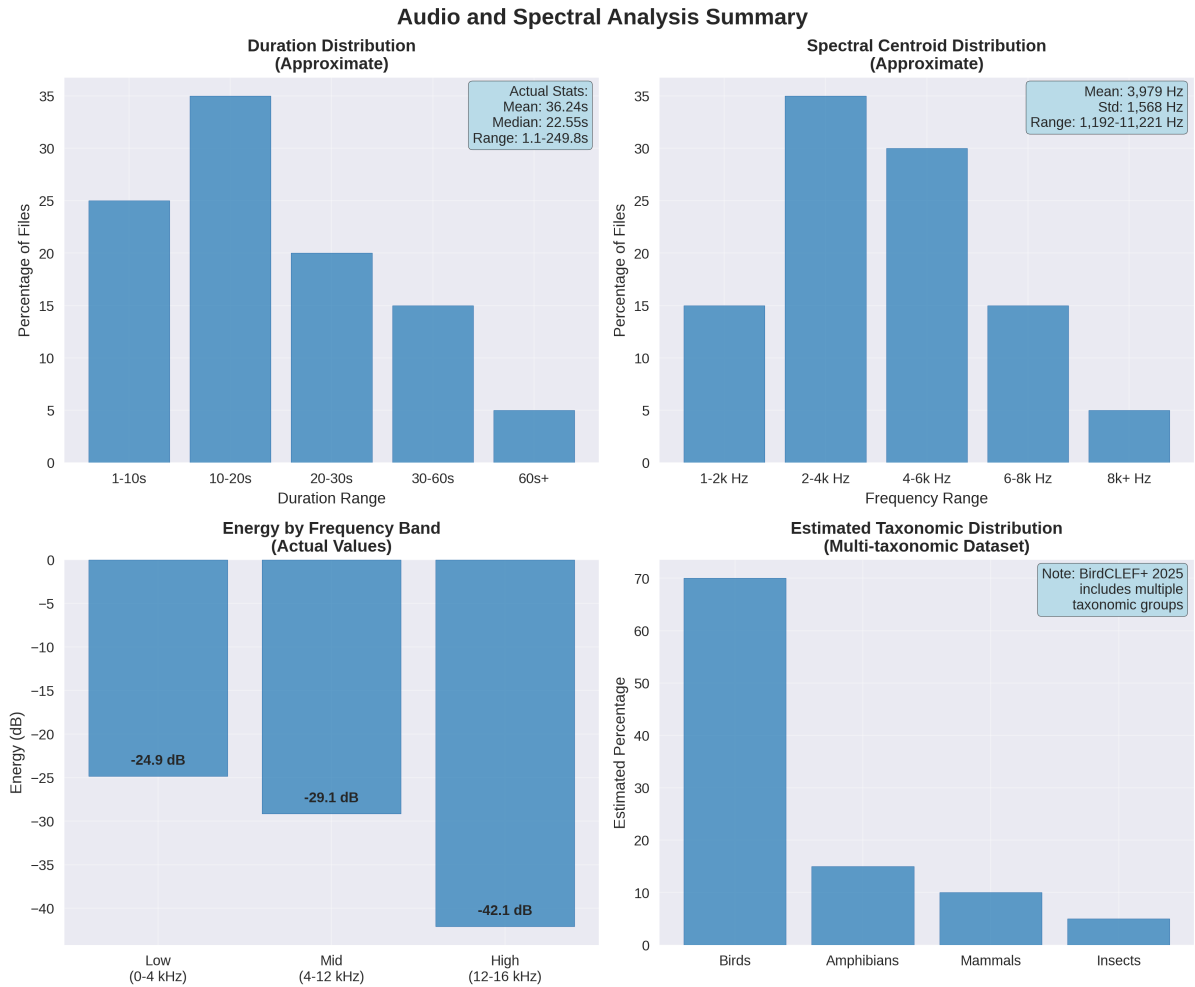 Audio and Spectral Analysis Summary
Duration Distribution
(Approximate)
Percentage of Files
35
30
25
20
15
10
5
0
Actual Stats:
Mean: 36.24s
Median: 22.55s
Range: 1.1-249.8s
1-10s
10-20s
20-30s
30-60s
60s+
Duration Range
Spectral Centroid Distribution
(Approximate)
Percentage of Files
35
30
25
20
15
10
5
0
Mean: 3,979 Hz
Std: 1,568 Hz
Range: 1,192-11,221 Hz
1-2k Hz
2-4k Hz
4-6k Hz
6-8k Hz
8k+ Hz
Frequency Range
Energy by Frequency Band
(Actual Values)
Energy (dB)
0
−5
−10
−15
−20
−25
−30
−35
−40
-24.9 dB
-29.1 dB
-42.1 dB
Low
(0-4 kHz)
Mid
(4-12 kHz)
High
(12-16 kHz)
Estimated Taxonomic Distribution
(Multi-taxonomic Dataset)
Estimated Percentage
70
60
50
40
30
20
10
0
Note: BirdCLEF+ 2025
includes multiple
taxonomic groups
Birds
Amphibians
Mammals
Insects